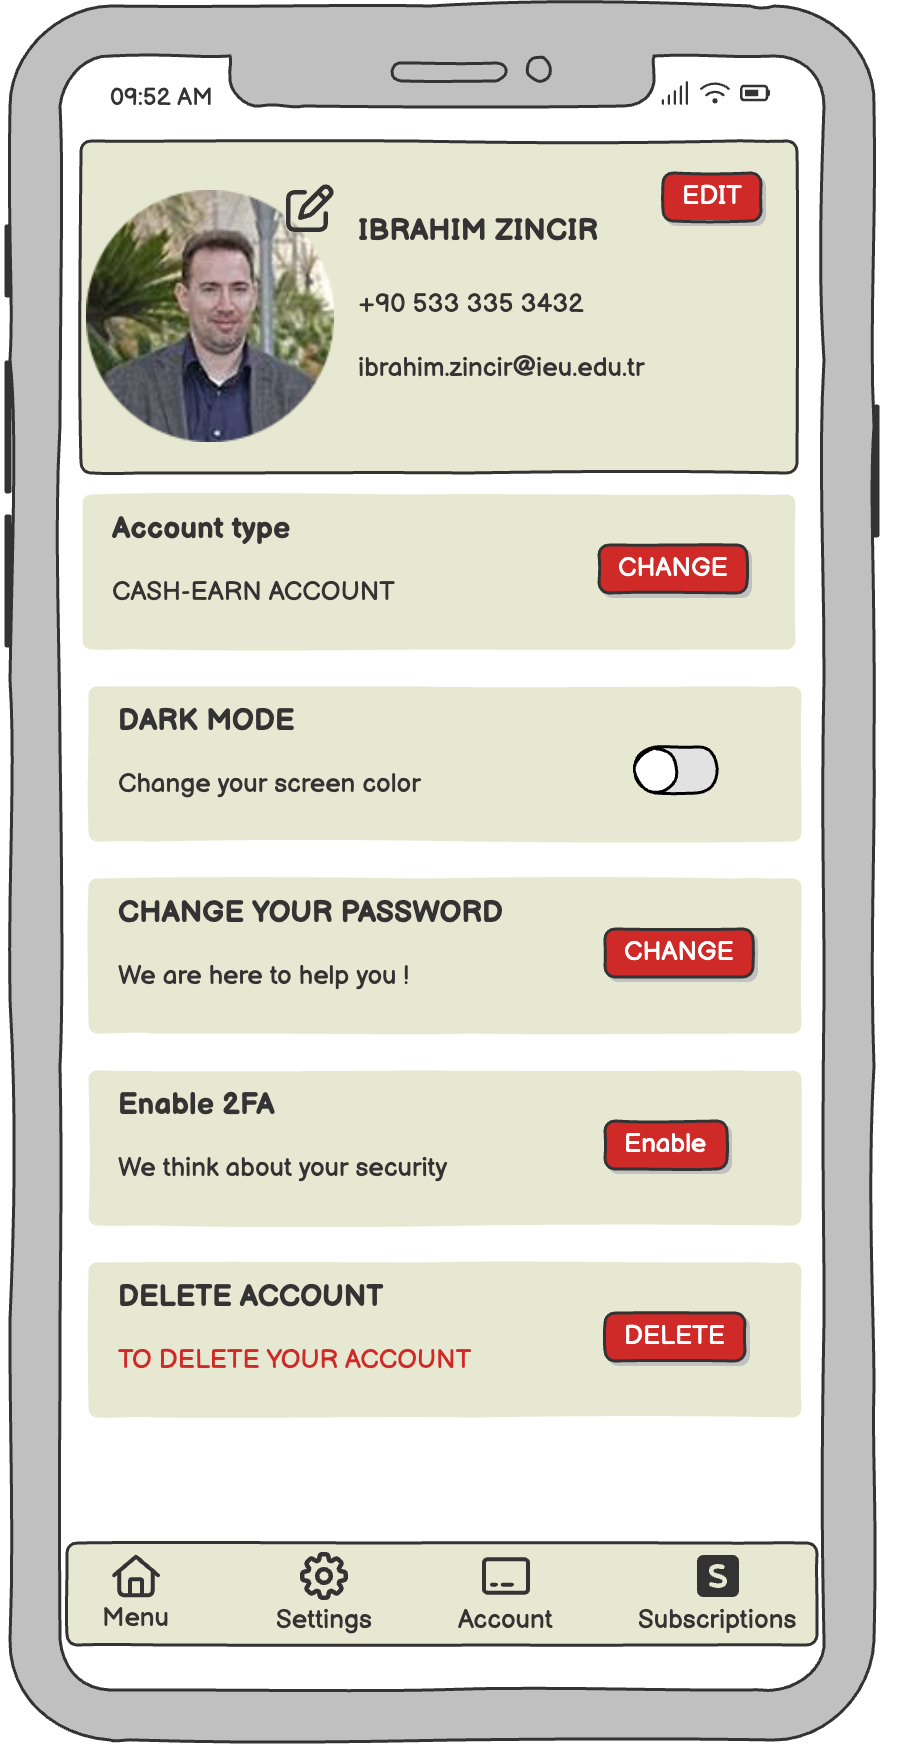 09:52 AM
EDIT
IBRAHIM ZINCIR
+90 533 335 3432
ibrahim.zincir@ieu.edu.tr
Account type
CHANGE
CASH-EARN ACCOUNT
DARK MODE
Change your screen color
CHANGE YOUR PASSWORD
CHANGE
We are here to help you !
Enable 2FA
Enable
We think about your security
DELETE ACCOUNT
DELETE
TO DELETE YOUR ACCOUNT
S
Menu Settings Account Subscriptions